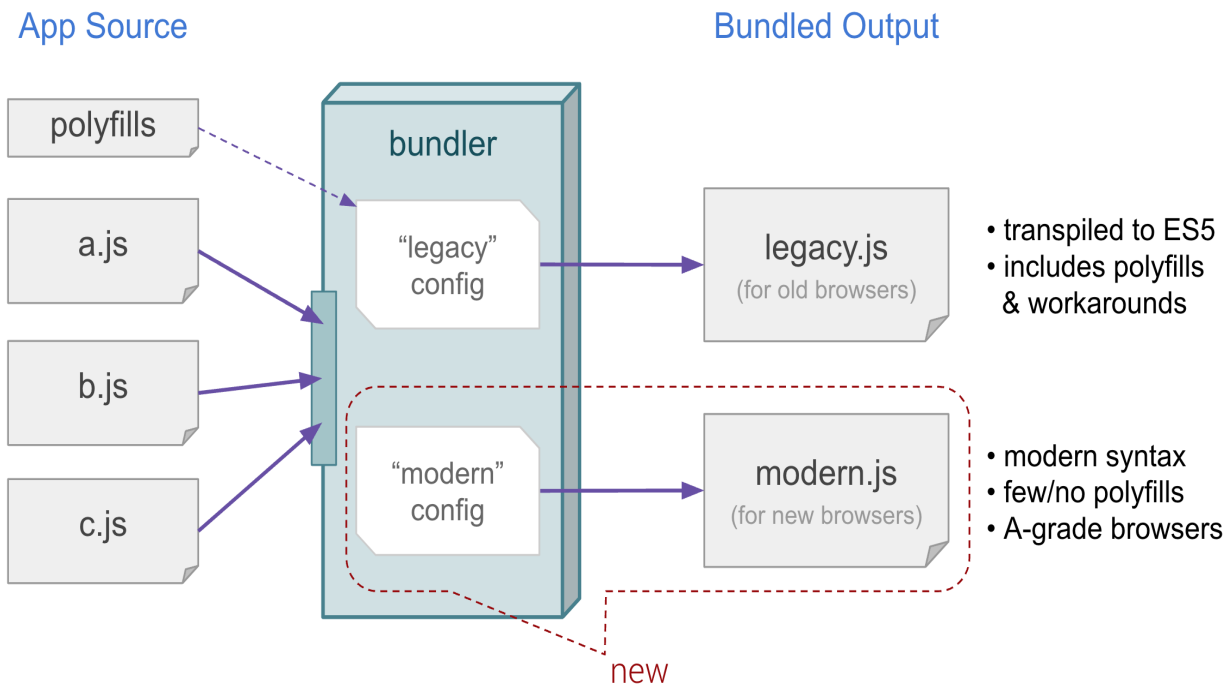 App Source
Bundled Output
polyfills
a.js
b.js
c.js
bundler
“legacy”
config
“modern”
config
legacy.js
(for old browsers)
• transpiled to ES5
• includes polyfills
& workarounds
modern.js
(for new browsers)
• modern syntax
• few/no polyfills
• A-grade browsers
new